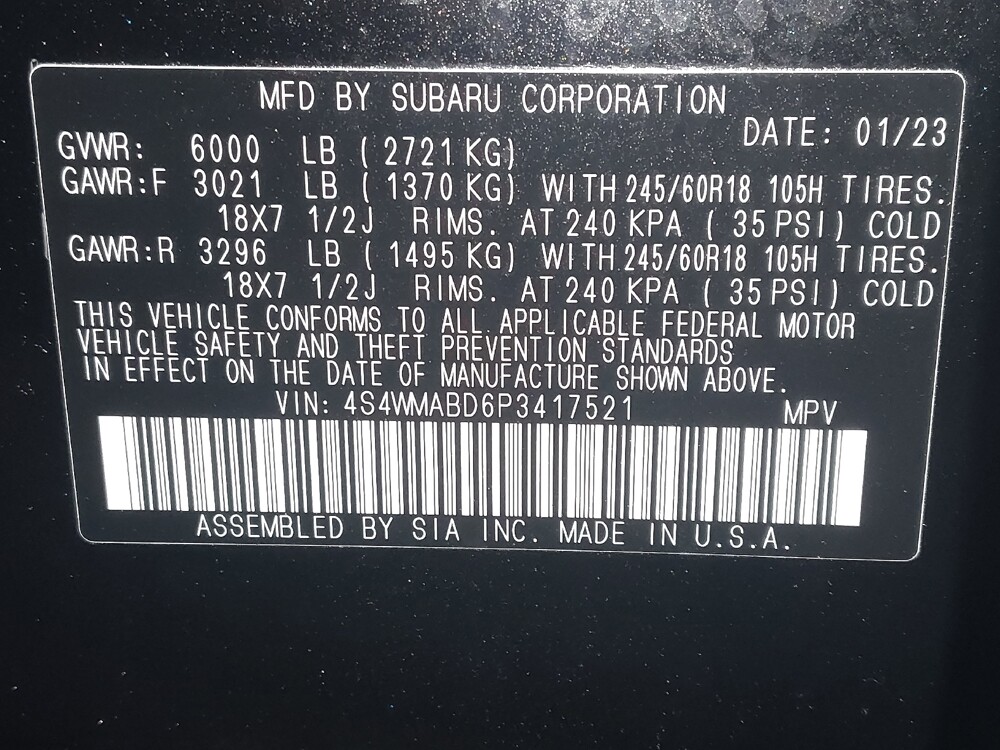 MFD BY SUBARU CORPORATION
DATE: 01/23
GVWR: 6000 LB ( 2721 KG)
GAWR:F 3021 LB ( 1370 KG) WITH 245/60R18 105H TIRES.
18X7 1/2J RIMS. AT 240 KPA ( 35 PSI) COLD
GAWR:R 3296 LB ( 1495 KG) WITH 245/60R18 105H TIRES.
18X7 1/2J RIMS. AT 240 KPA ( 35 PSI) COLD
THIS VEHICLE CONFORMS TO ALL APPLICABLE FEDERAL MOTOR
VEHICLE SAFETY AND THEFT PREVENTION STANDARDS
IN EFFECT ON THE DATE OF MANUFACTURE SHOWN ABOVE.
VIN: 4S4WMABD6P3417521 MPV
ASSEMBLED BY SIA INC. MADE IN U.S.A.